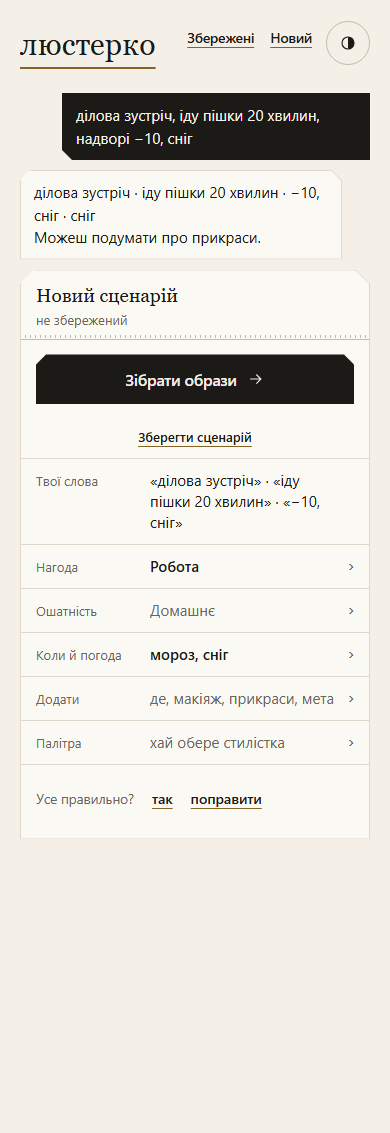 люстерко
Збережені Новий
ділова зустріч, іду пішки 20 хвилин,
надворі −10, сніг
ділова зустріч · іду пішки 20 хвилин · −10,
сніг · сніг
Можеш подумати про прикраси.
Новий сценарій
не збережений
Зібрати образи →
Зберегти сценарій
Твої слова «ділова зустріч» · «іду
пішки 20 хвилин» · «−10,
сніг»
Нагода Робота ›
Ошатність Домашнє ›
Коли й погода мороз, сніг ›
Додати де, макіяж, прикраси, мета ›
Палітра хай обере стилістка ›
Усе правильно? так поправити